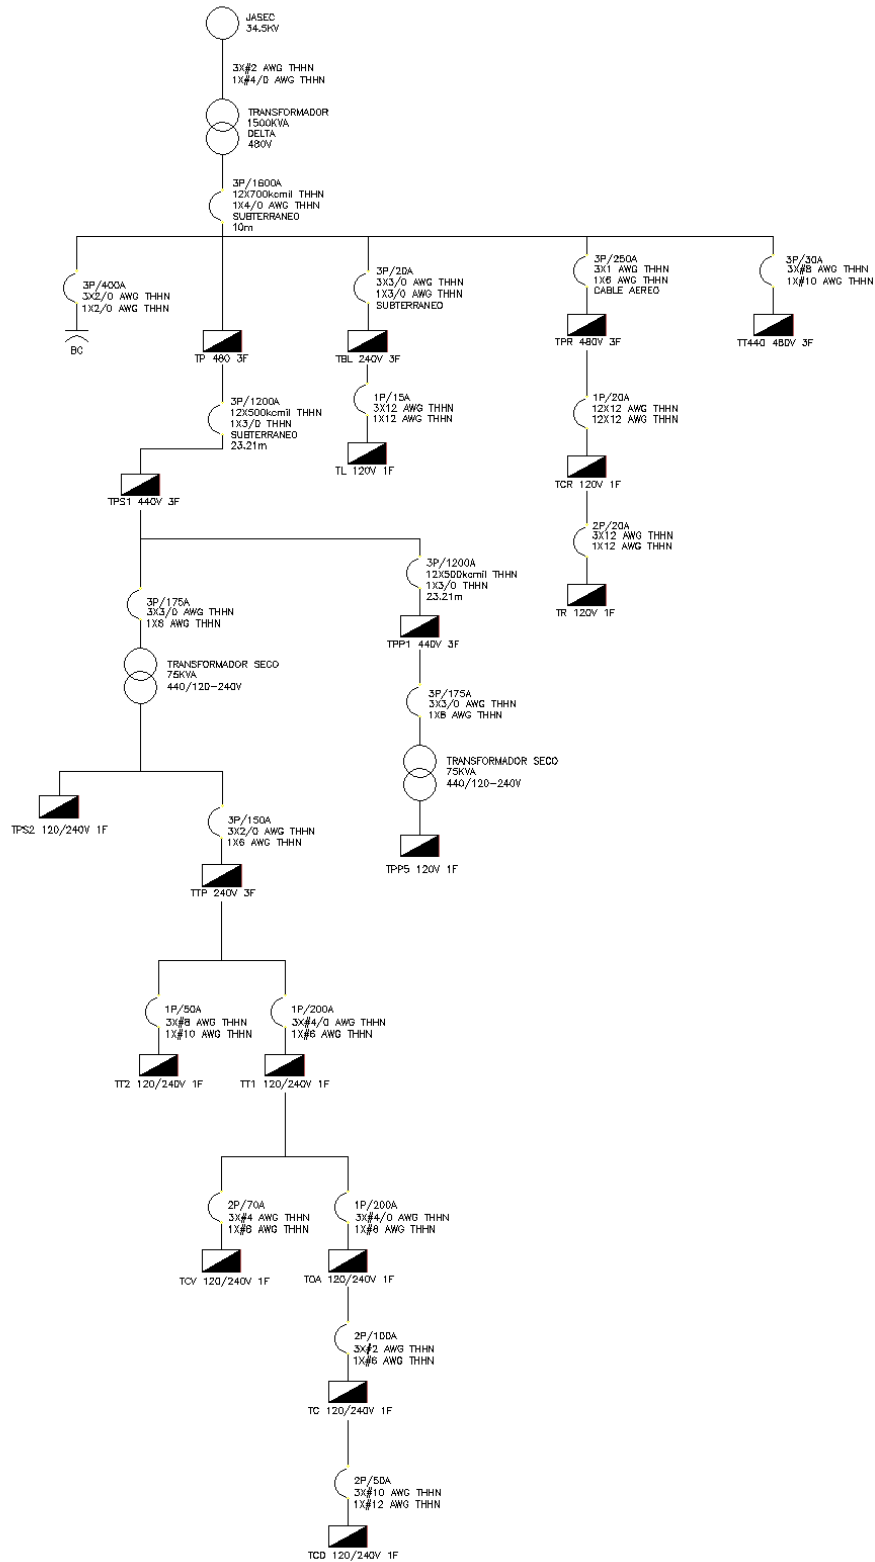 JASEC
34.5KV
3X#2 AWG THHN
1X#4/0 AWG THHN
TRANSFORMADOR
1500KVA
DELTA
480V
3P/1600A
12X700kcmil THHN
1X4/0 AWG THHN
SUBTERRANEO
10m
3P/400A
3X2/0 AWG THHN
1X2/0 AWG THHN
BC
TP 480 3F
3P/20A
3X3/0 AWG THHN
1X3/0 AWG THHN
SUBTERRANEO
TBL 240V 3F
3P/250A
3X1 AWG THHN
1X6 AWG THHN
CABLE AEREO
TPR 480V 3F
3P/30A
3X#8 AWG THHN
1X#10 AWG THHN
TT440 480V 3F
3P/1200A
12X500kcmil THHN
1X3/0 THHN
SUBTERRANEO
23.21m
1P/15A
3X12 AWG THHN
1X12 AWG THHN
TL 120V 1F
1P/20A
12X12 AWG THHN
12X12 AWG THHN
TCR 120V 1F
TPS1 440V 3F
2P/20A
3X12 AWG THHN
1X12 AWG THHN
TR 120V 1F
3P/175A
3X3/0 AWG THHN
1X8 AWG THHN
3P/1200A
12X500kcmil THHN
1X3/0 THHN
23.21m
TPP1 440V 3F
TRANSFORMADOR SECO
75KVA
440/120-240V
3P/175A
3X3/0 AWG THHN
1X8 AWG THHN
TRANSFORMADOR SECO
75KVA
440/120-240V
TPS2 120/240V 1F
3P/150A
3X2/0 AWG THHN
1X6 AWG THHN
TPP5 120V 1F
TTP 240V 3F
1P/50A
3X#8 AWG THHN
1X#10 AWG THHN
TT2 120/240V 1F
1P/200A
3X#4/0 AWG THHN
1X#6 AWG THHN
TT1 120/240V 1F
2P/70A
3X#4 AWG THHN
1X#6 AWG THHN
TCV 120/240V 1F
1P/200A
3X#4/0 AWG THHN
1X#8 AWG THHN
TOA 120/240V 1F
2P/100A
3X#2 AWG THHN
1X#6 AWG THHN
TC 120/240V 1F
2P/50A
3X#10 AWG THHN
1X#12 AWG THHN
TCD 120/240V 1F